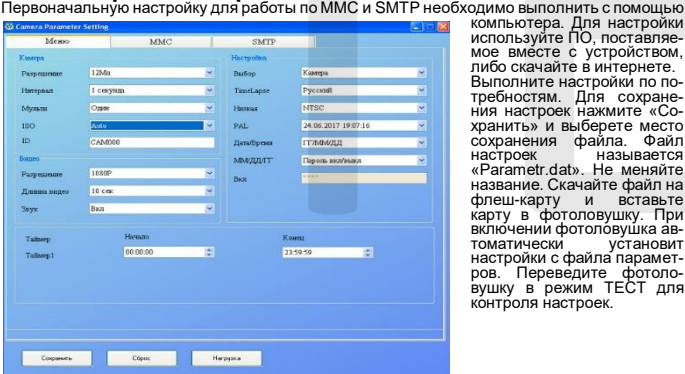 Первоначальную настройку для работы по ММС и SMTP необходимо выполнить с помощью
компьютера. Для настройки
используйте ПО, поставляе-
мое вместе с устройством,
либо скачайте в интернете.
Выполните настройки по по-
требностям. Для сохране-
ния настроек нажмите «Со-
хранить» и выберете место
сохранения файла. Файл
настроек называется
«Parametr.dat». Не меняйте
название. Скачайте файл на
флеш-карту и вставьте
карту в фотоловушку. При
включении фотоловушка ав-
томатически установит
настройки с файла парамет-
ров. Переведите фотоло-
вушку в режим ТЕСТ для
контроля настроек.
Camera Parameter Setting
Меню MMC SMTP
Камера
Разрешение 12Мп
Интервал 1 секунда
Мульти Один
ISO Auto
ID CAM000
Видео
Разрешение 1080P
Длинна видео 10 сек
Звук Вкл
Настройка
Выбор Камера
TimeLapse Русский
Низкая NTSC
PAL 24.06.2017 19:07:16
Дата/Время ГГ/ММ/ДД
ММ/ДД/ГГ Пароль вкл/выкл
Вкл ****
Таймер Начало Конец
Таймер1 00:00:00 23:59:59
Сохранить Сброс Нагрузка